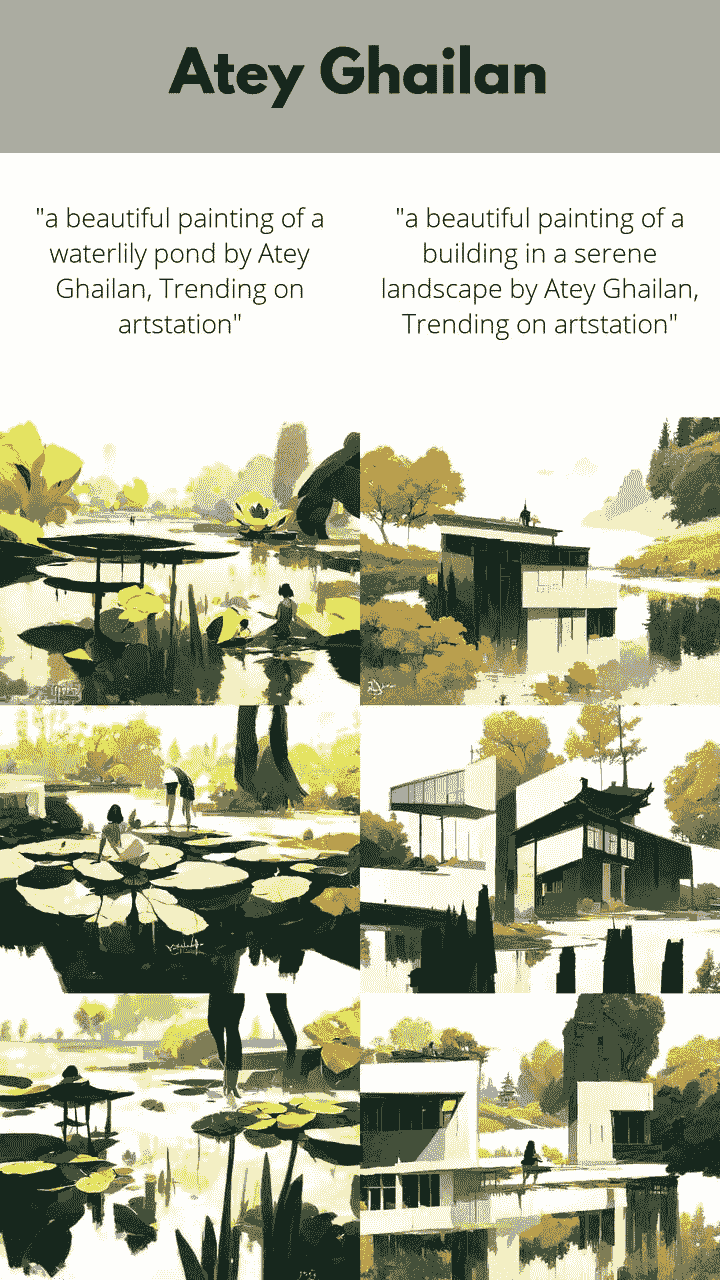 Atey Ghailan
"a beautiful painting of a
waterlily pond by Atey
Ghailan, Trending on
artstation"
"a beautiful painting of a
building in a serene
landscape by Atey Ghailan,
Trending on artstation"